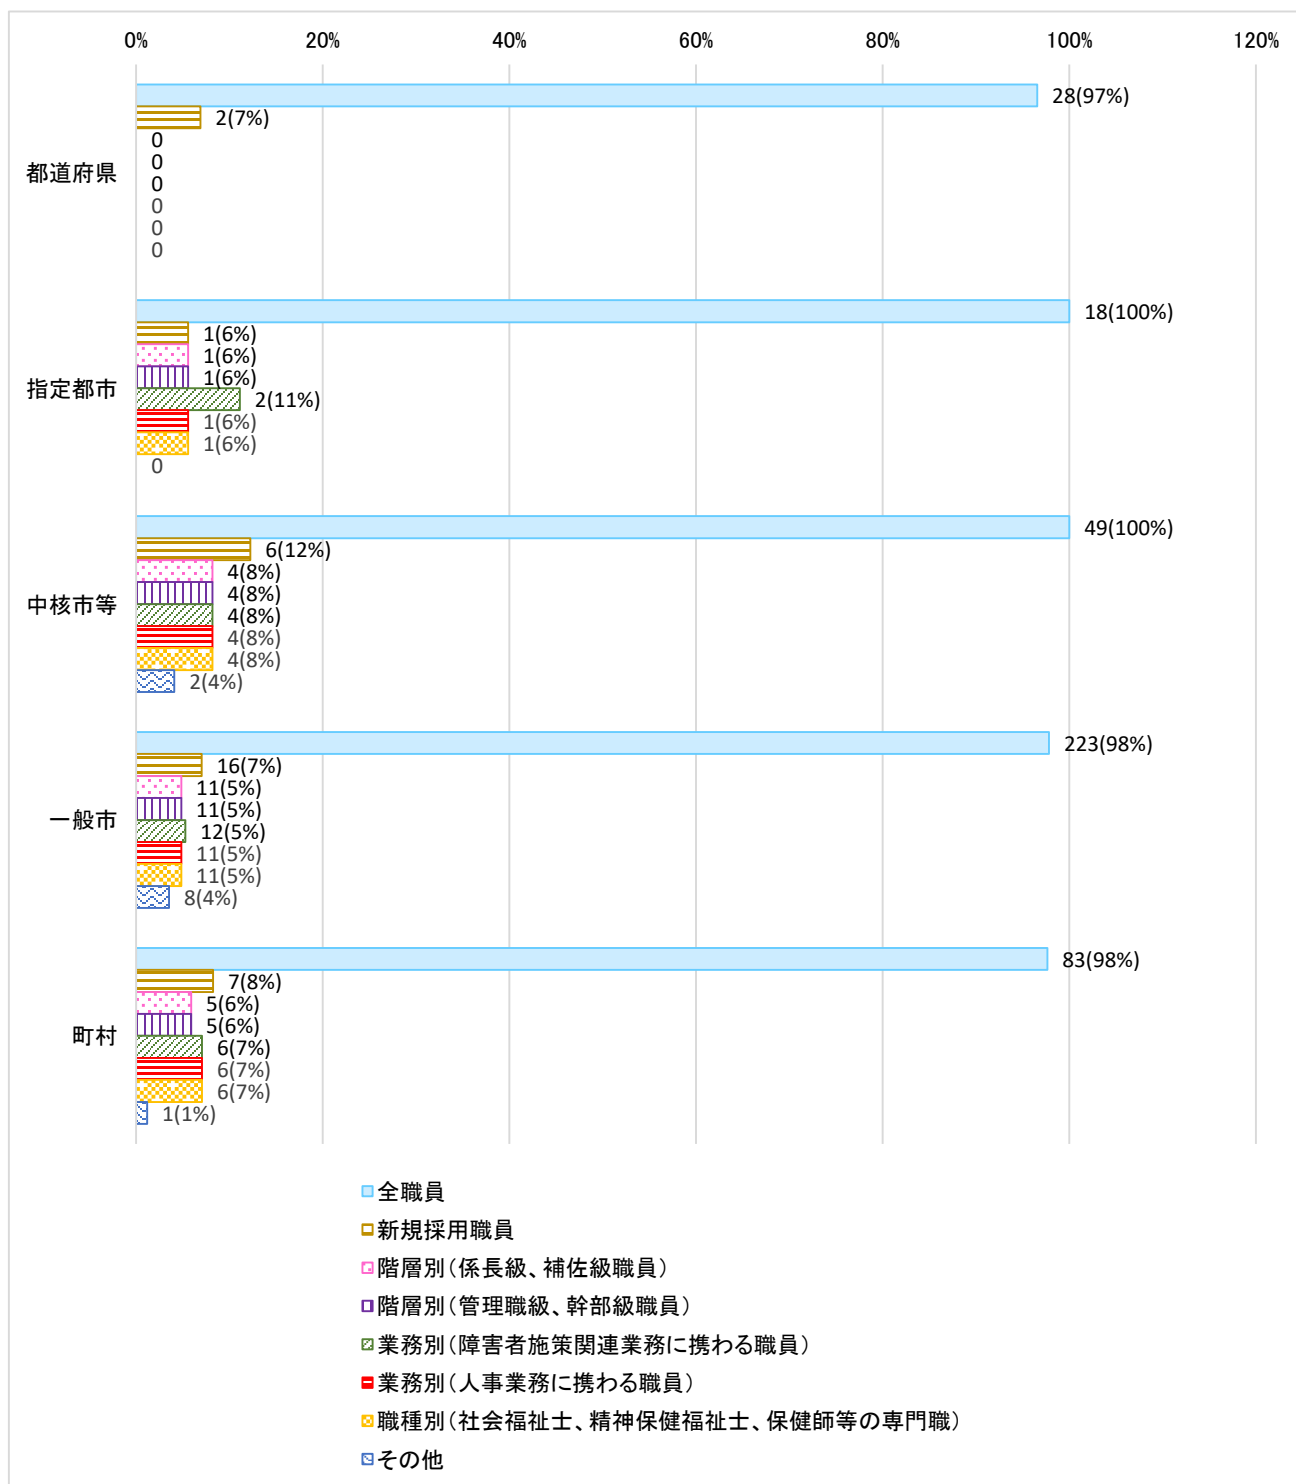 0% 20% 40% 60% 80% 100% 120%
都道府県
28(97%)
2(7%)
0
0
0
0
0
0
指定都市
18(100%)
1(6%)
1(6%)
1(6%)
2(11%)
1(6%)
1(6%)
0
中核市等
49(100%)
6(12%)
4(8%)
4(8%)
4(8%)
4(8%)
4(8%)
2(4%)
一般市
223(98%)
16(7%)
11(5%)
11(5%)
12(5%)
11(5%)
11(5%)
8(4%)
町村
83(98%)
7(8%)
5(6%)
5(6%)
6(7%)
6(7%)
6(7%)
1(1%)
全職員
新規採用職員
階層別(係長級、補佐級職員)
階層別(管理職級、幹部級職員)
業務別(障害者施策関連業務に携わる職員)
業務別(人事業務に携わる職員)
職種別(社会福祉士、精神保健福祉士、保健師等の専門職)
その他